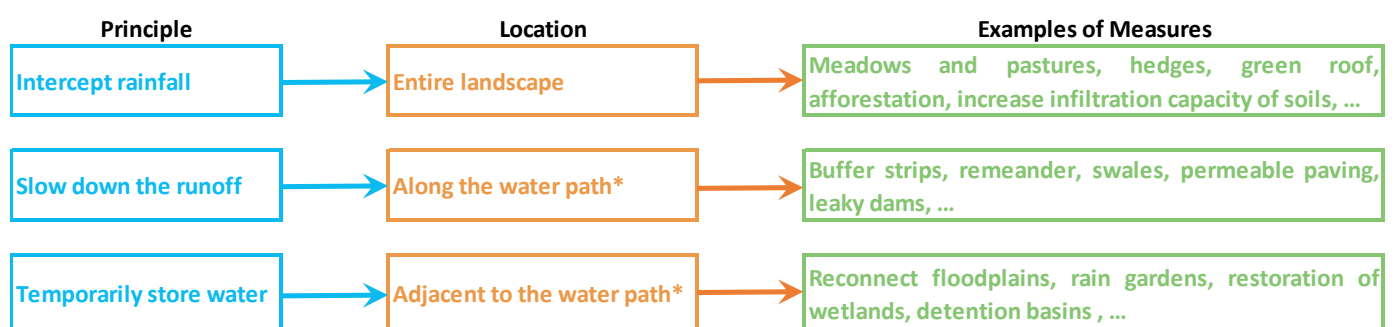 Principle
Location
Examples of Measures
Intercept rainfall
Entire landscape
Meadows and pastures, hedges, green roof,
afforestation, increase infiltration capacity of soils, ...
Slow down the runoff
Along the water path*
Buffer strips, remeander, swales, permeable paving,
leaky dams, ...
Temporarily store water
Adjacent to the water path*
Reconnect floodplains, rain gardens, restoration of
wetlands, detention basins , ...